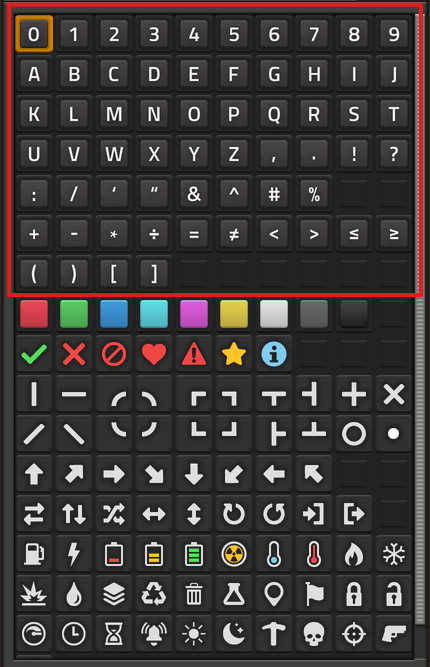 0 1 2 3 4 5 6 7 8 9
A B C D E F G H I J
K L M N O P Q R S T
U V W X Y Z , . ! ?
: / ‘ “ & ^ # %
+ - * ÷ = ≠ < > ≤ ≥
( ) [ ]